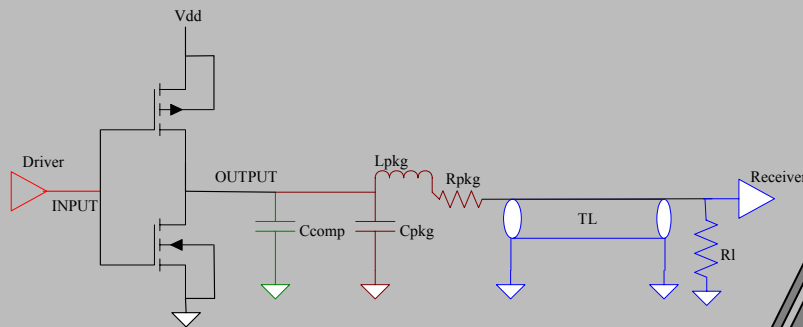 Vdd
Driver
INPUT
OUTPUT
Lpkg
Rpkg
Ccomp
Cpkg
TL
Receiver
Rl